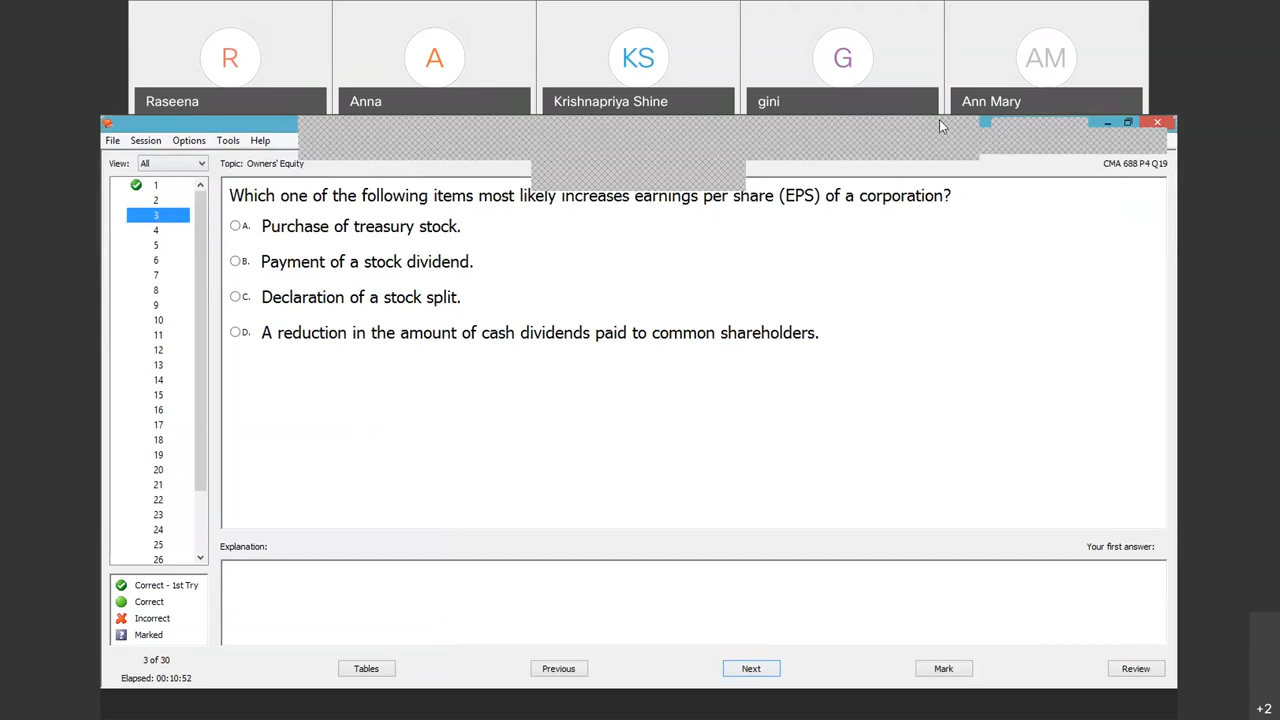 R
A
KS
G
AM
Raseena
Anna
Krishnapriya Shine
gini
Ann Mary
File Session Options Tools Help
View: All
Topic: Owners' Equity
CMA 688 P4 Q19
1
2
3
4
5
6
7
8
9
10
11
12
13
14
15
16
17
18
19
20
21
22
23
24
25
26
Which one of the following items most likely increases earnings per share (EPS) of a corporation?
A. Purchase of treasury stock.
B. Payment of a stock dividend.
C. Declaration of a stock split.
D. A reduction in the amount of cash dividends paid to common shareholders.
Explanation:
Your first answer:
Correct - 1st Try
Correct
Incorrect
? Marked
3 of 30
Elapsed: 00:10:52
Tables
Previous
Next
Mark
Review
+2